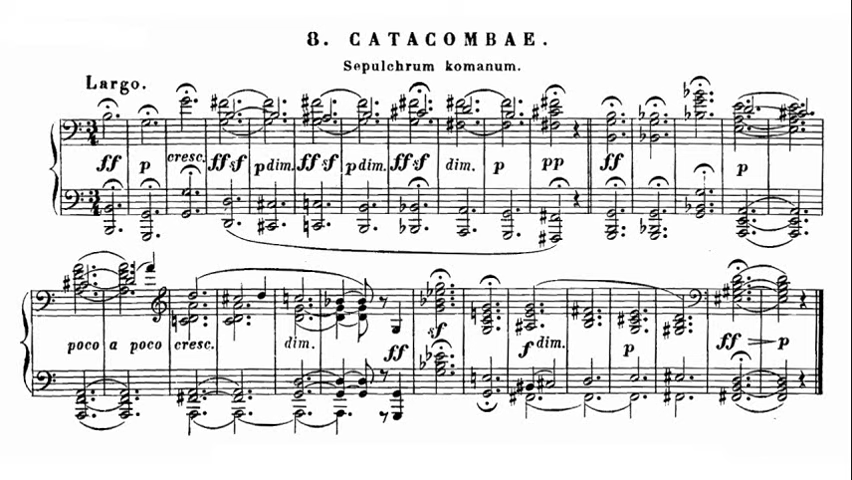 8. CATACOMBAE.
Sepulchrum komanum.
Largo.
ff p cresc. ff sf p dim. ff sf p dim. ff sf dim. p pp ff p
poco a poco cresc. dim. ff sf f dim. p ff p